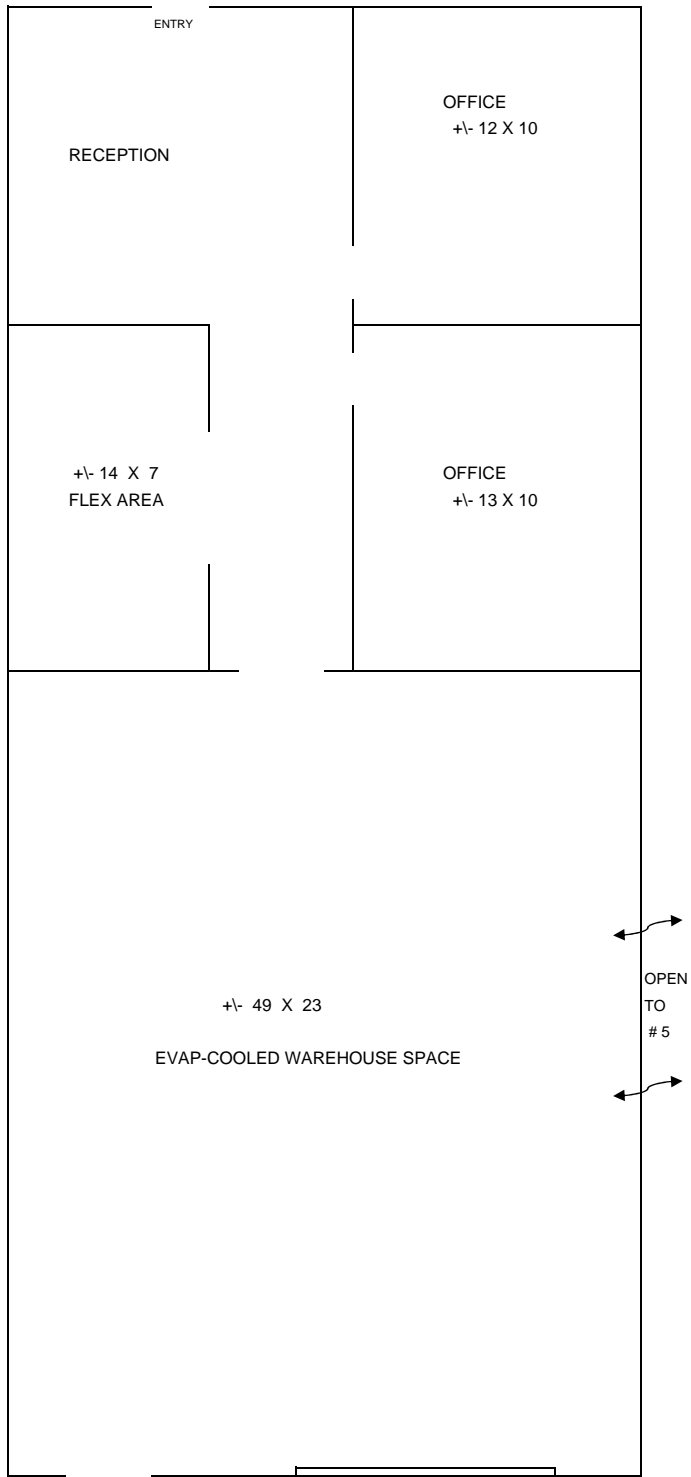 ENTRY
OFFICE
+\- 12 X 10
RECEPTION
+\- 14 X 7
FLEX AREA
OFFICE
+\- 13 X 10
OPEN
TO
# 5
+\- 49 X 23
EVAP-COOLED WAREHOUSE SPACE